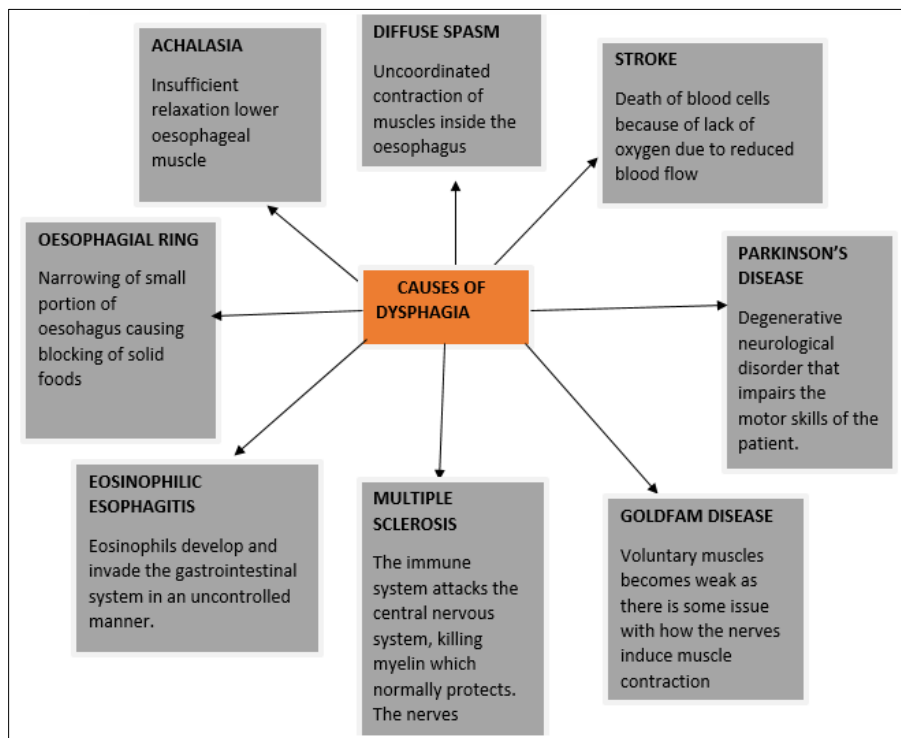 ACHALASIA
Insufficient
relaxation lower
oesophageal
muscle
DIFFUSE SPASM
Uncoordinated
contraction of
muscles inside the
oesophagus
STROKE
Death of blood cells
because of lack of
oxygen due to reduced
blood flow
OESOPHAGIAL RING
Narrowing of small
portion of
oesohagus causing
blocking of solid
foods
CAUSES OF
DYSPHAGIA
PARKINSON’S
DISEASE
Degenerative
neurological
disorder that
impairs the
motor skills of the
patient.
EOSINOPHILIC
ESOPHAGITIS
Eosinophils develop and
invade the gastrointestinal
system in an uncontrolled
manner.
MULTIPLE
SCLEROSIS
The immune
system attacks the
central nervous
system, killing
myelin which
normally protects.
The nerves
GOLDFAM DISEASE
Voluntary muscles
becomes weak as
there is some issue
with how the nerves
induce muscle
contraction